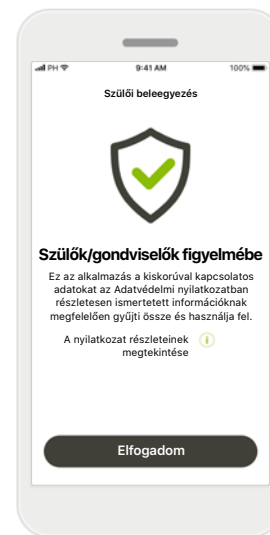 PH 9:41 AM 100%
Szülői beleegyezés
Szülők/gondviselők figyelmébe
Ez az alkalmazás a kiskorúval kapcsolatos
adatokat az Adatvédelmi nyilatkozatban
részletesen ismertetett információknak
megfelelően gyűjti össze és használja fel.
A nyilatkozat részleteinek
megtekintése
Elfogadom